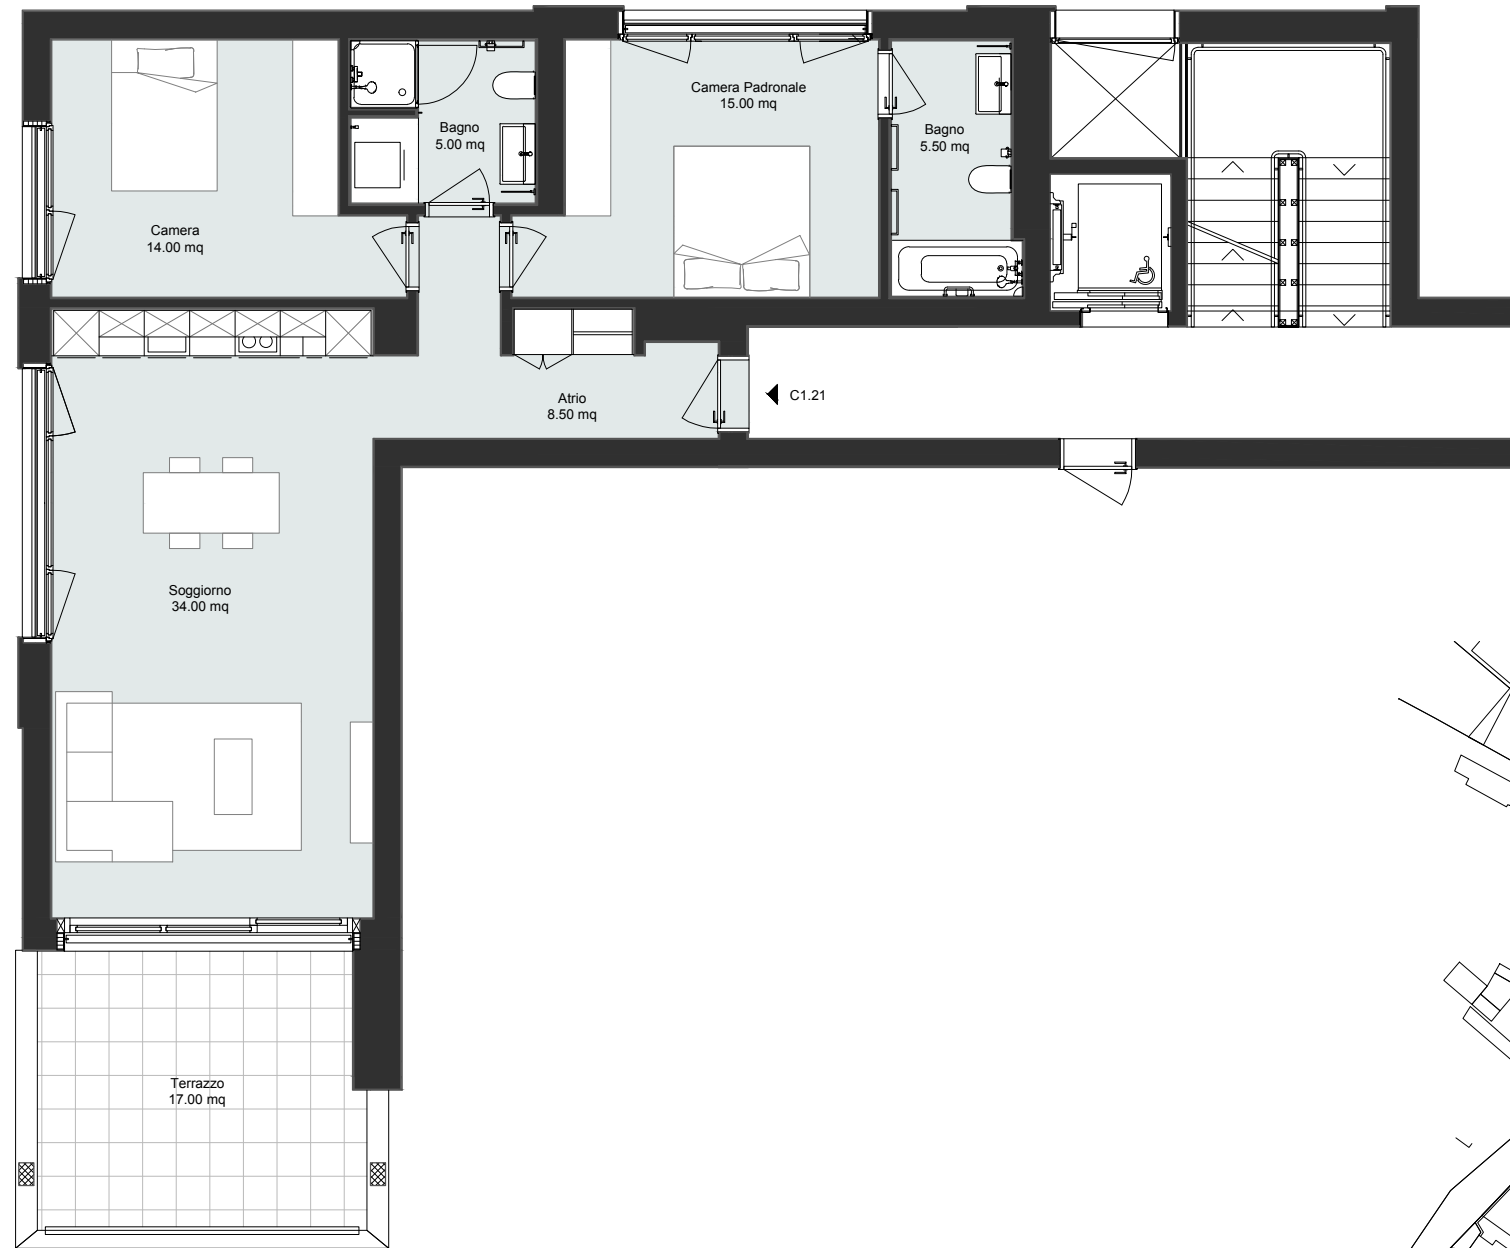 Camera Padronale
15.00 mq
Bagno
5.00 mq
Bagno
5.50 mq
Camera
14.00 mq
Atrio
8.50 mq
C1.21
Soggiorno
34.00 mq
Terrazzo
17.00 mq